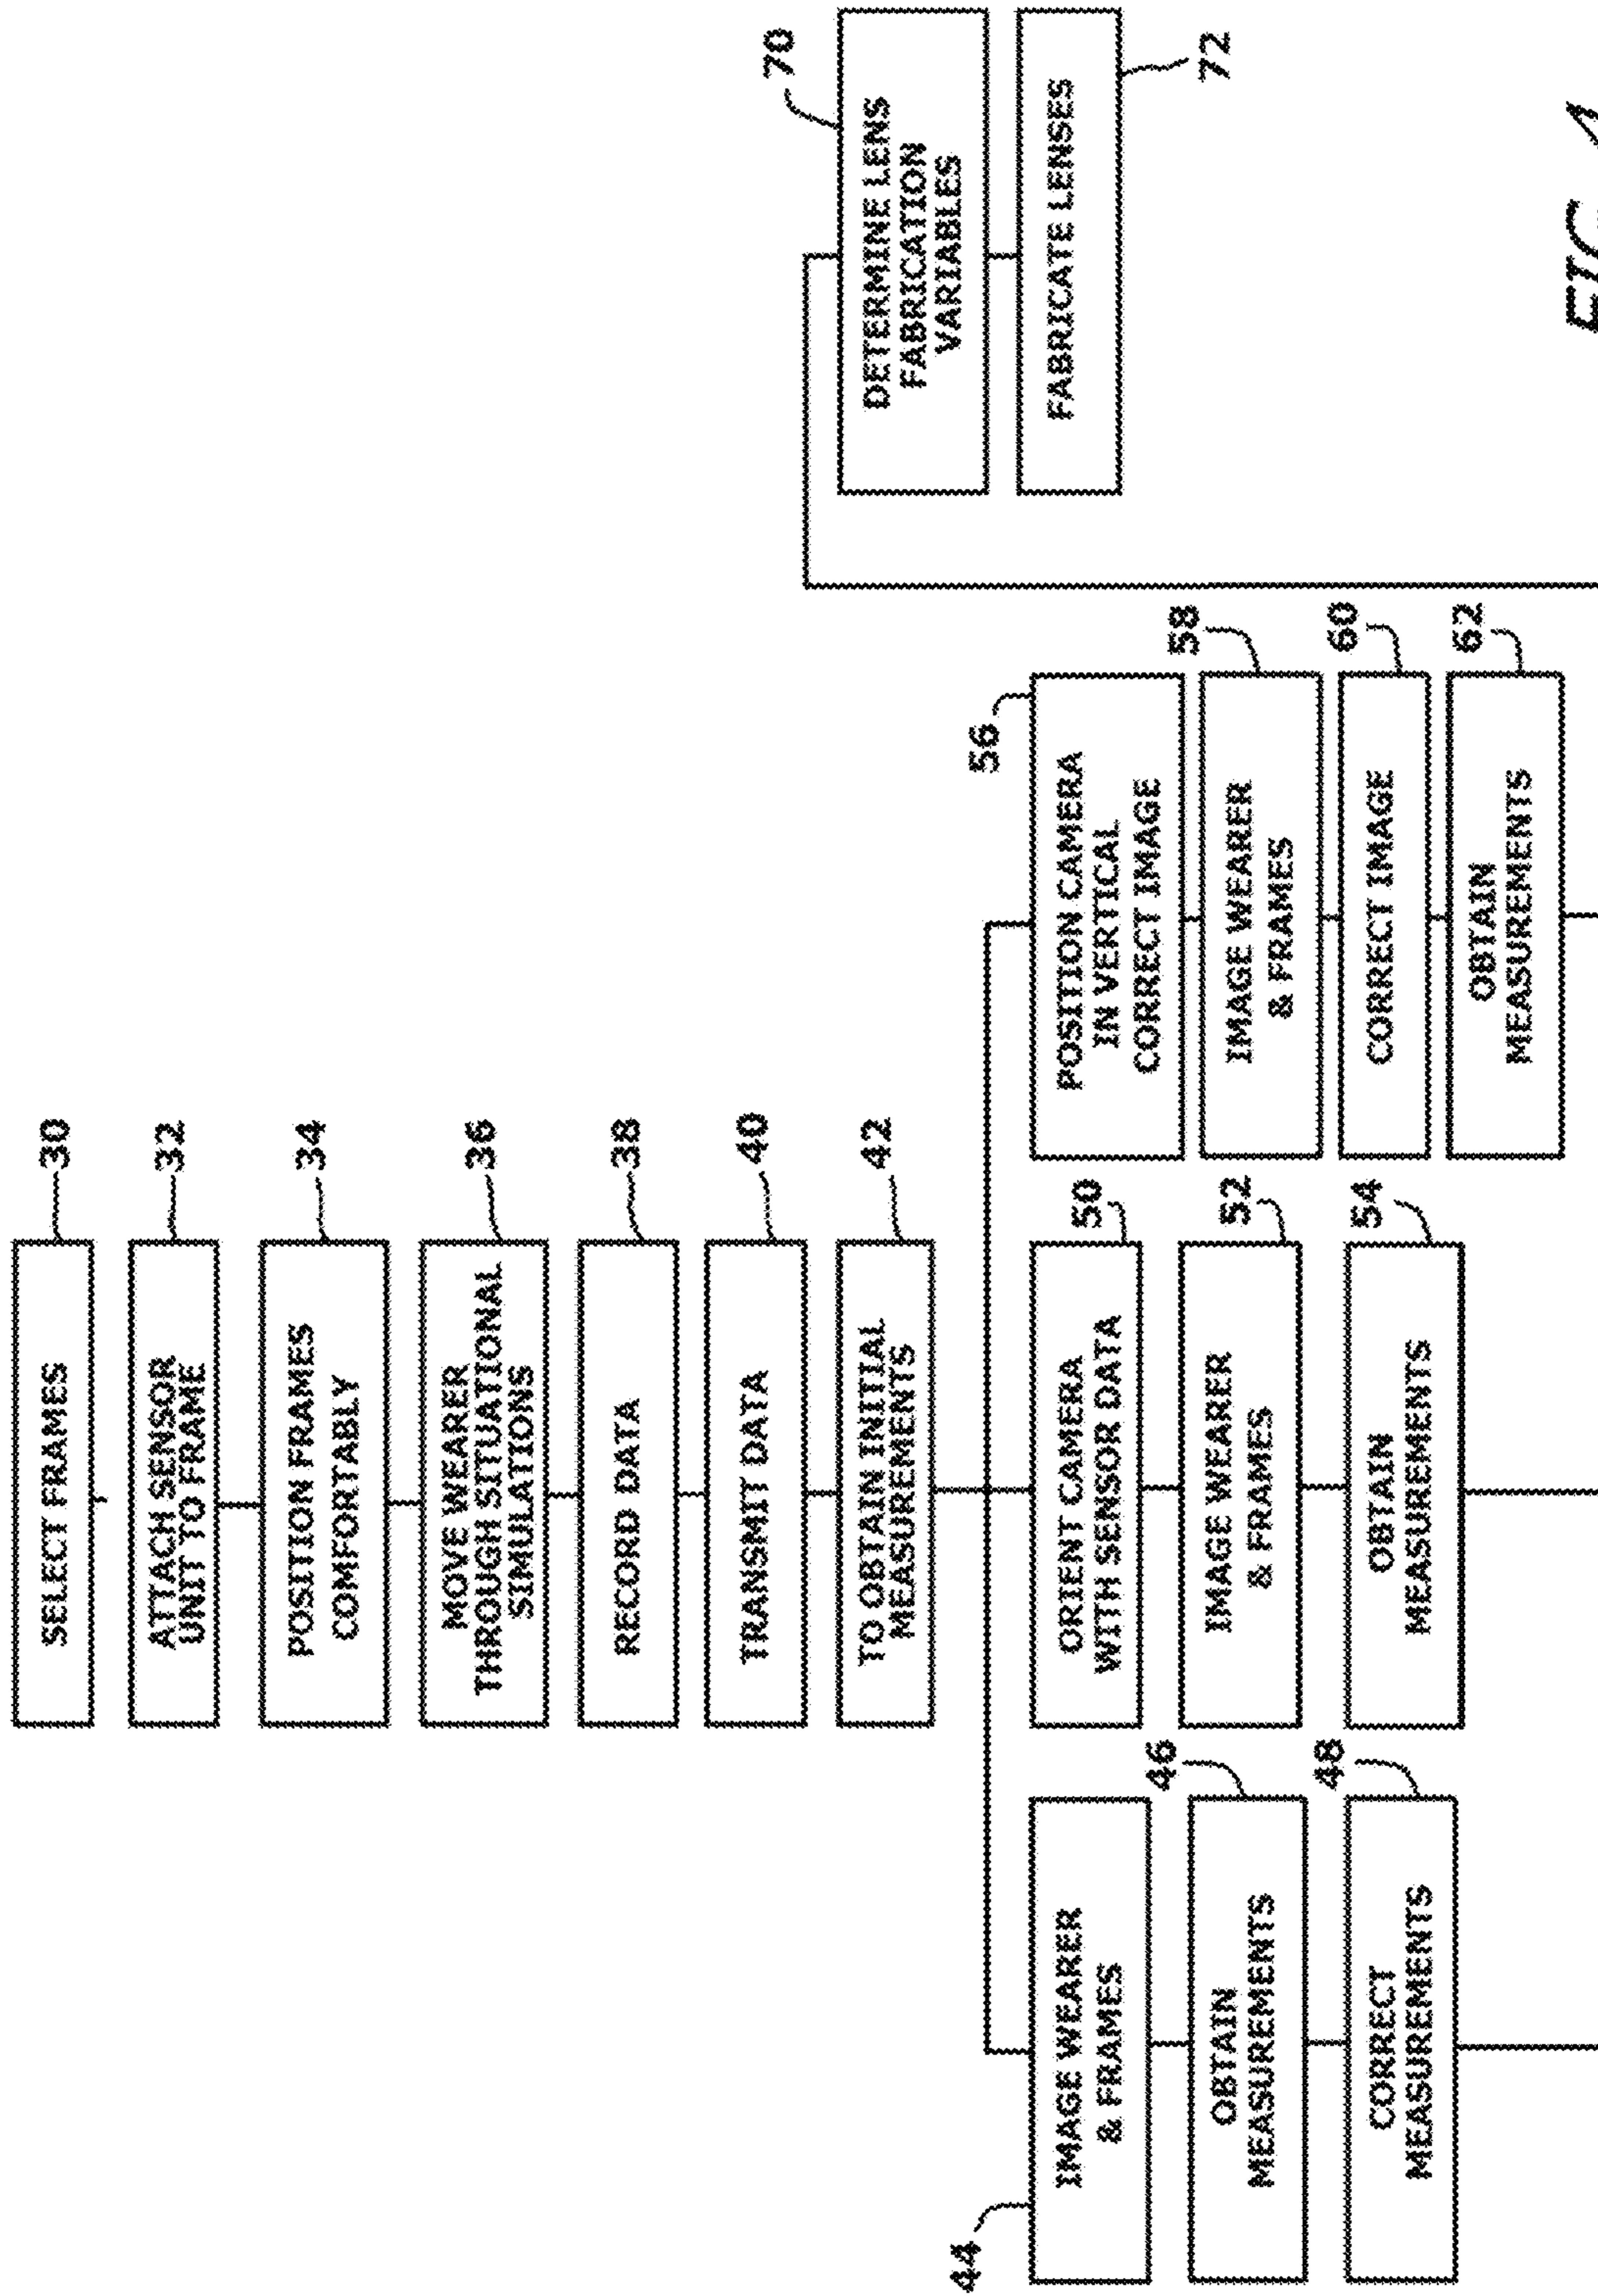 30
SELECT FRAMES
32
ATTACH SENSOR
UNIT TO FRAME
34
POSITION FRAMES
COMFORTABLY
36
MOVE WEARER
THROUGH SITUATIONAL
SIMULATIONS
38
RECORD DATA
40
TRANSMIT DATA
42
TO OBTAIN INITIAL
MEASUREMENTS
44
IMAGE WEARER
& FRAMES
46
OBTAIN
MEASUREMENTS
48
CORRECT
MEASUREMENTS
50
ORIENT CAMERA
WITH SENSOR DATA
52
IMAGE WEARER
& FRAMES
54
OBTAIN
MEASUREMENTS
56
POSITION CAMERA
IN VERTICAL
CORRECT IMAGE
58
IMAGE WEARER
& FRAMES
60
CORRECT IMAGE
62
OBTAIN
MEASUREMENTS
70
DETERMINE LENS
FABRICATION
VARIABLES
72
FABRICATE LENSES
FIG. 4